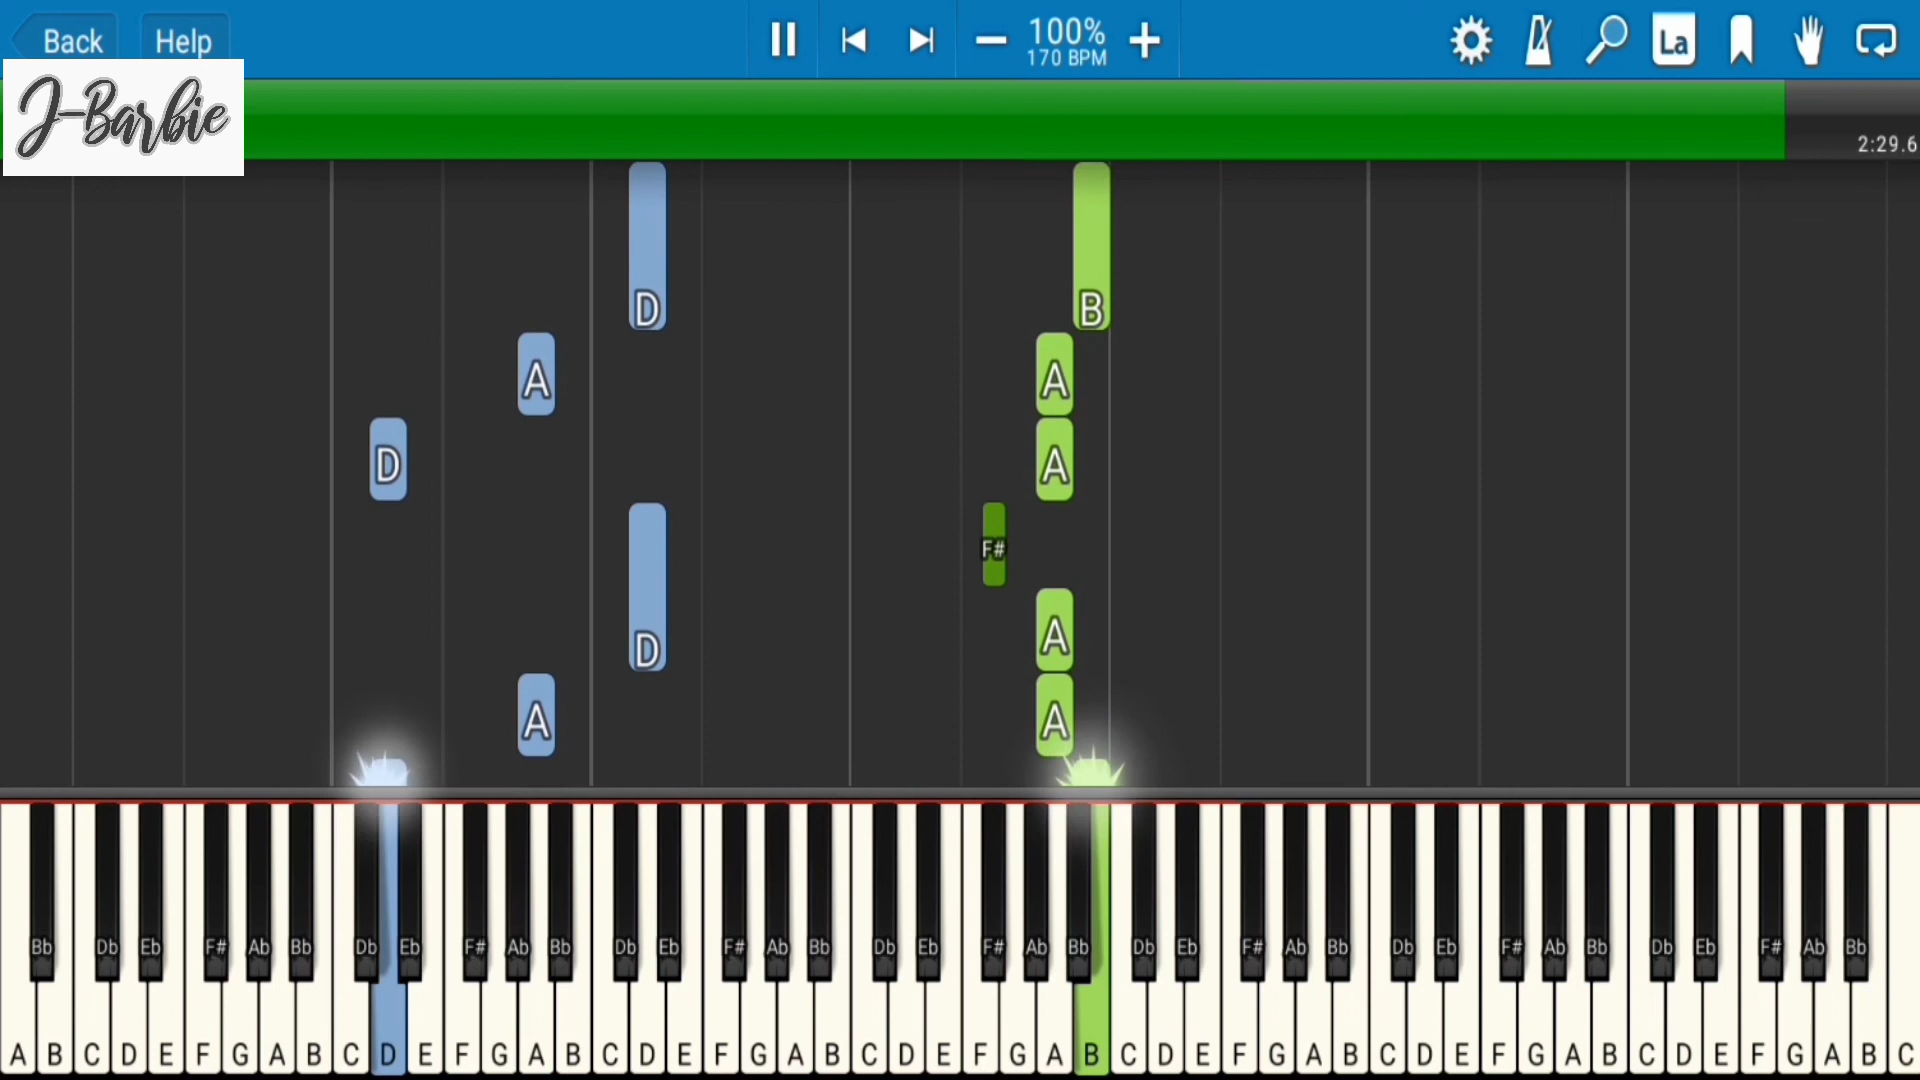 Back Help 100% La
170 BPM
J-Barbie
2:29.6
D B
A A
D A
F#
D A
A A
Bb Db Eb F# Ab Bb Db Eb F# Ab Bb Db Eb F# Ab Bb Db Eb F# Ab Bb Db Eb F# Ab Bb Db Eb F# Ab Bb Db Eb F# Ab Bb
A B C D E F G A B C D E F G A B C D E F G A B C D E F G A B C D E F G A B C D E F G A B C D E F G A B C